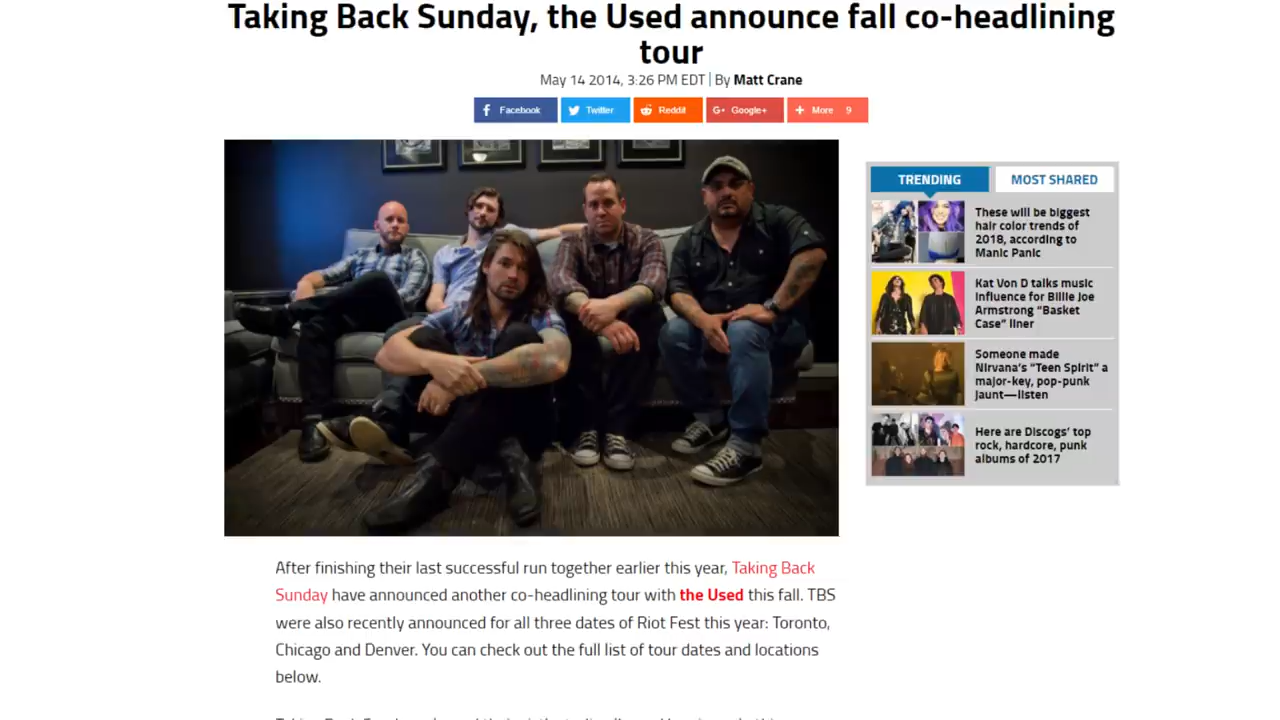 Taking Back Sunday, the Used announce fall co-headlining
tour
May 14 2014, 3:26 PM EDT | By Matt Crane
Facebook
Twitter
Reddit
G+ Google+
+ More 9
TRENDING
MOST SHARED
These will be biggest
hair color trends of
2018, according to
Manic Panic
Kat Von D talks music
influence for Billie Joe
Armstrong “Basket
Case” liner
Someone made
Nirvana’s “Teen Spirit” a
major-key, pop-punk
jaunt—listen
Here are Discogs’ top
rock, hardcore, punk
albums of 2017
After finishing their last successful run together earlier this year, Taking Back
Sunday have announced another co-headlining tour with the Used this fall. TBS
were also recently announced for all three dates of Riot Fest this year: Toronto,
Chicago and Denver. You can check out the full list of tour dates and locations
below.